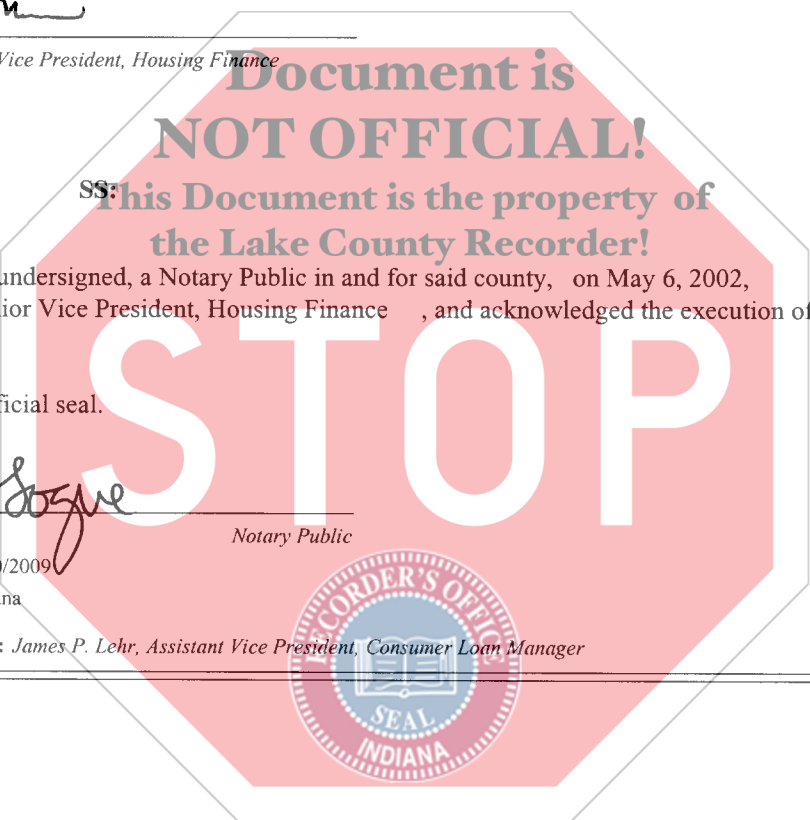 Vice President, Housing Finance
Document is
NOT OFFICIAL!
SS:
This Document is the property of
the Lake County Recorder!
undersigned, a Notary Public in and for said county, on May 6, 2002,
ior Vice President, Housing Finance , and acknowledged the execution of
STOP
ficial seal.
Notary Public
0/2009
na
: James P. Lehr, Assistant Vice President, Consumer Loan Manager
RECORDER'S OFFICE
SEAL
INDIANA